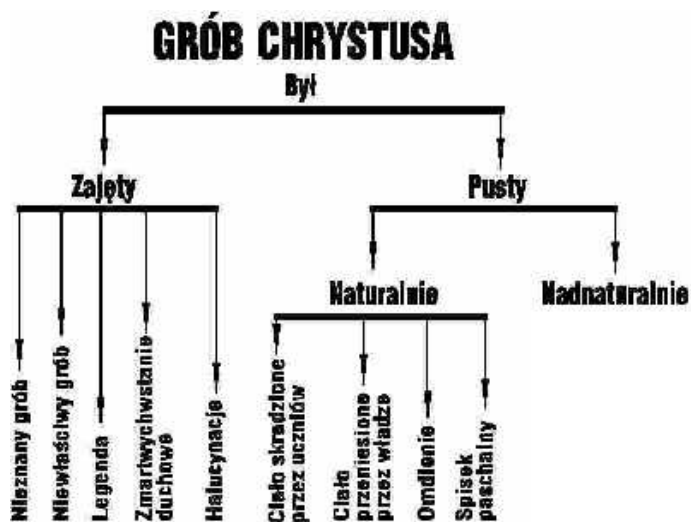 GRÓB CHRYSTUSA
Był
Zajęty
Pusty
Naturalnie
Nadnaturalnie
Nieznany grób
Niewłaściwy grób
Legenda
Zmartwychwstanie
duchowe
Halucynacje
Ciało skradzione
przez uczniów
Ciało
przeniesione
przez władze
Omdlenie
Spisek
paschalny